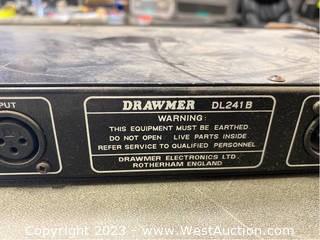 PUT
DRAWMER DL241B
WARNING:
THIS EQUIPMENT MUST BE EARTHED.
DO NOT OPEN. LIVE PARTS INSIDE.
REFER SERVICE TO QUALIFIED PERSONNEL.
DRAWMER ELECTRONICS LTD.
ROTHERHAM ENGLAND
Copyright 2023 - WestAuction.com